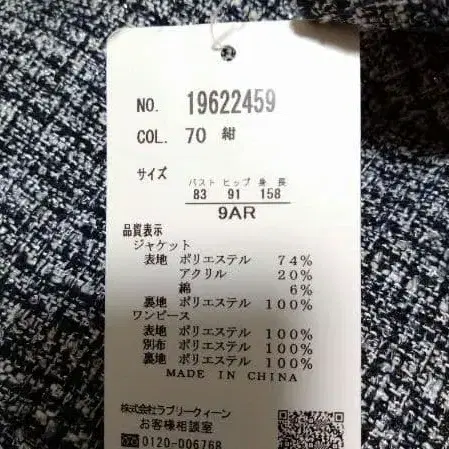 NO. 19622459
COL. 70 紺
サイズ
バスト ヒップ 身長
83 91 158
9AR
品質表示
ジャケット
表地 ポリエステル 74%
アクリル 20%
綿 6%
裏地 ポリエステル 100%
ワンピース
表地 ポリエステル 100%
別布 ポリエステル 100%
裏地 ポリエステル 100%
MADE IN CHINA
株式会社ラブリークィーン
お客様相談室
0120-006768